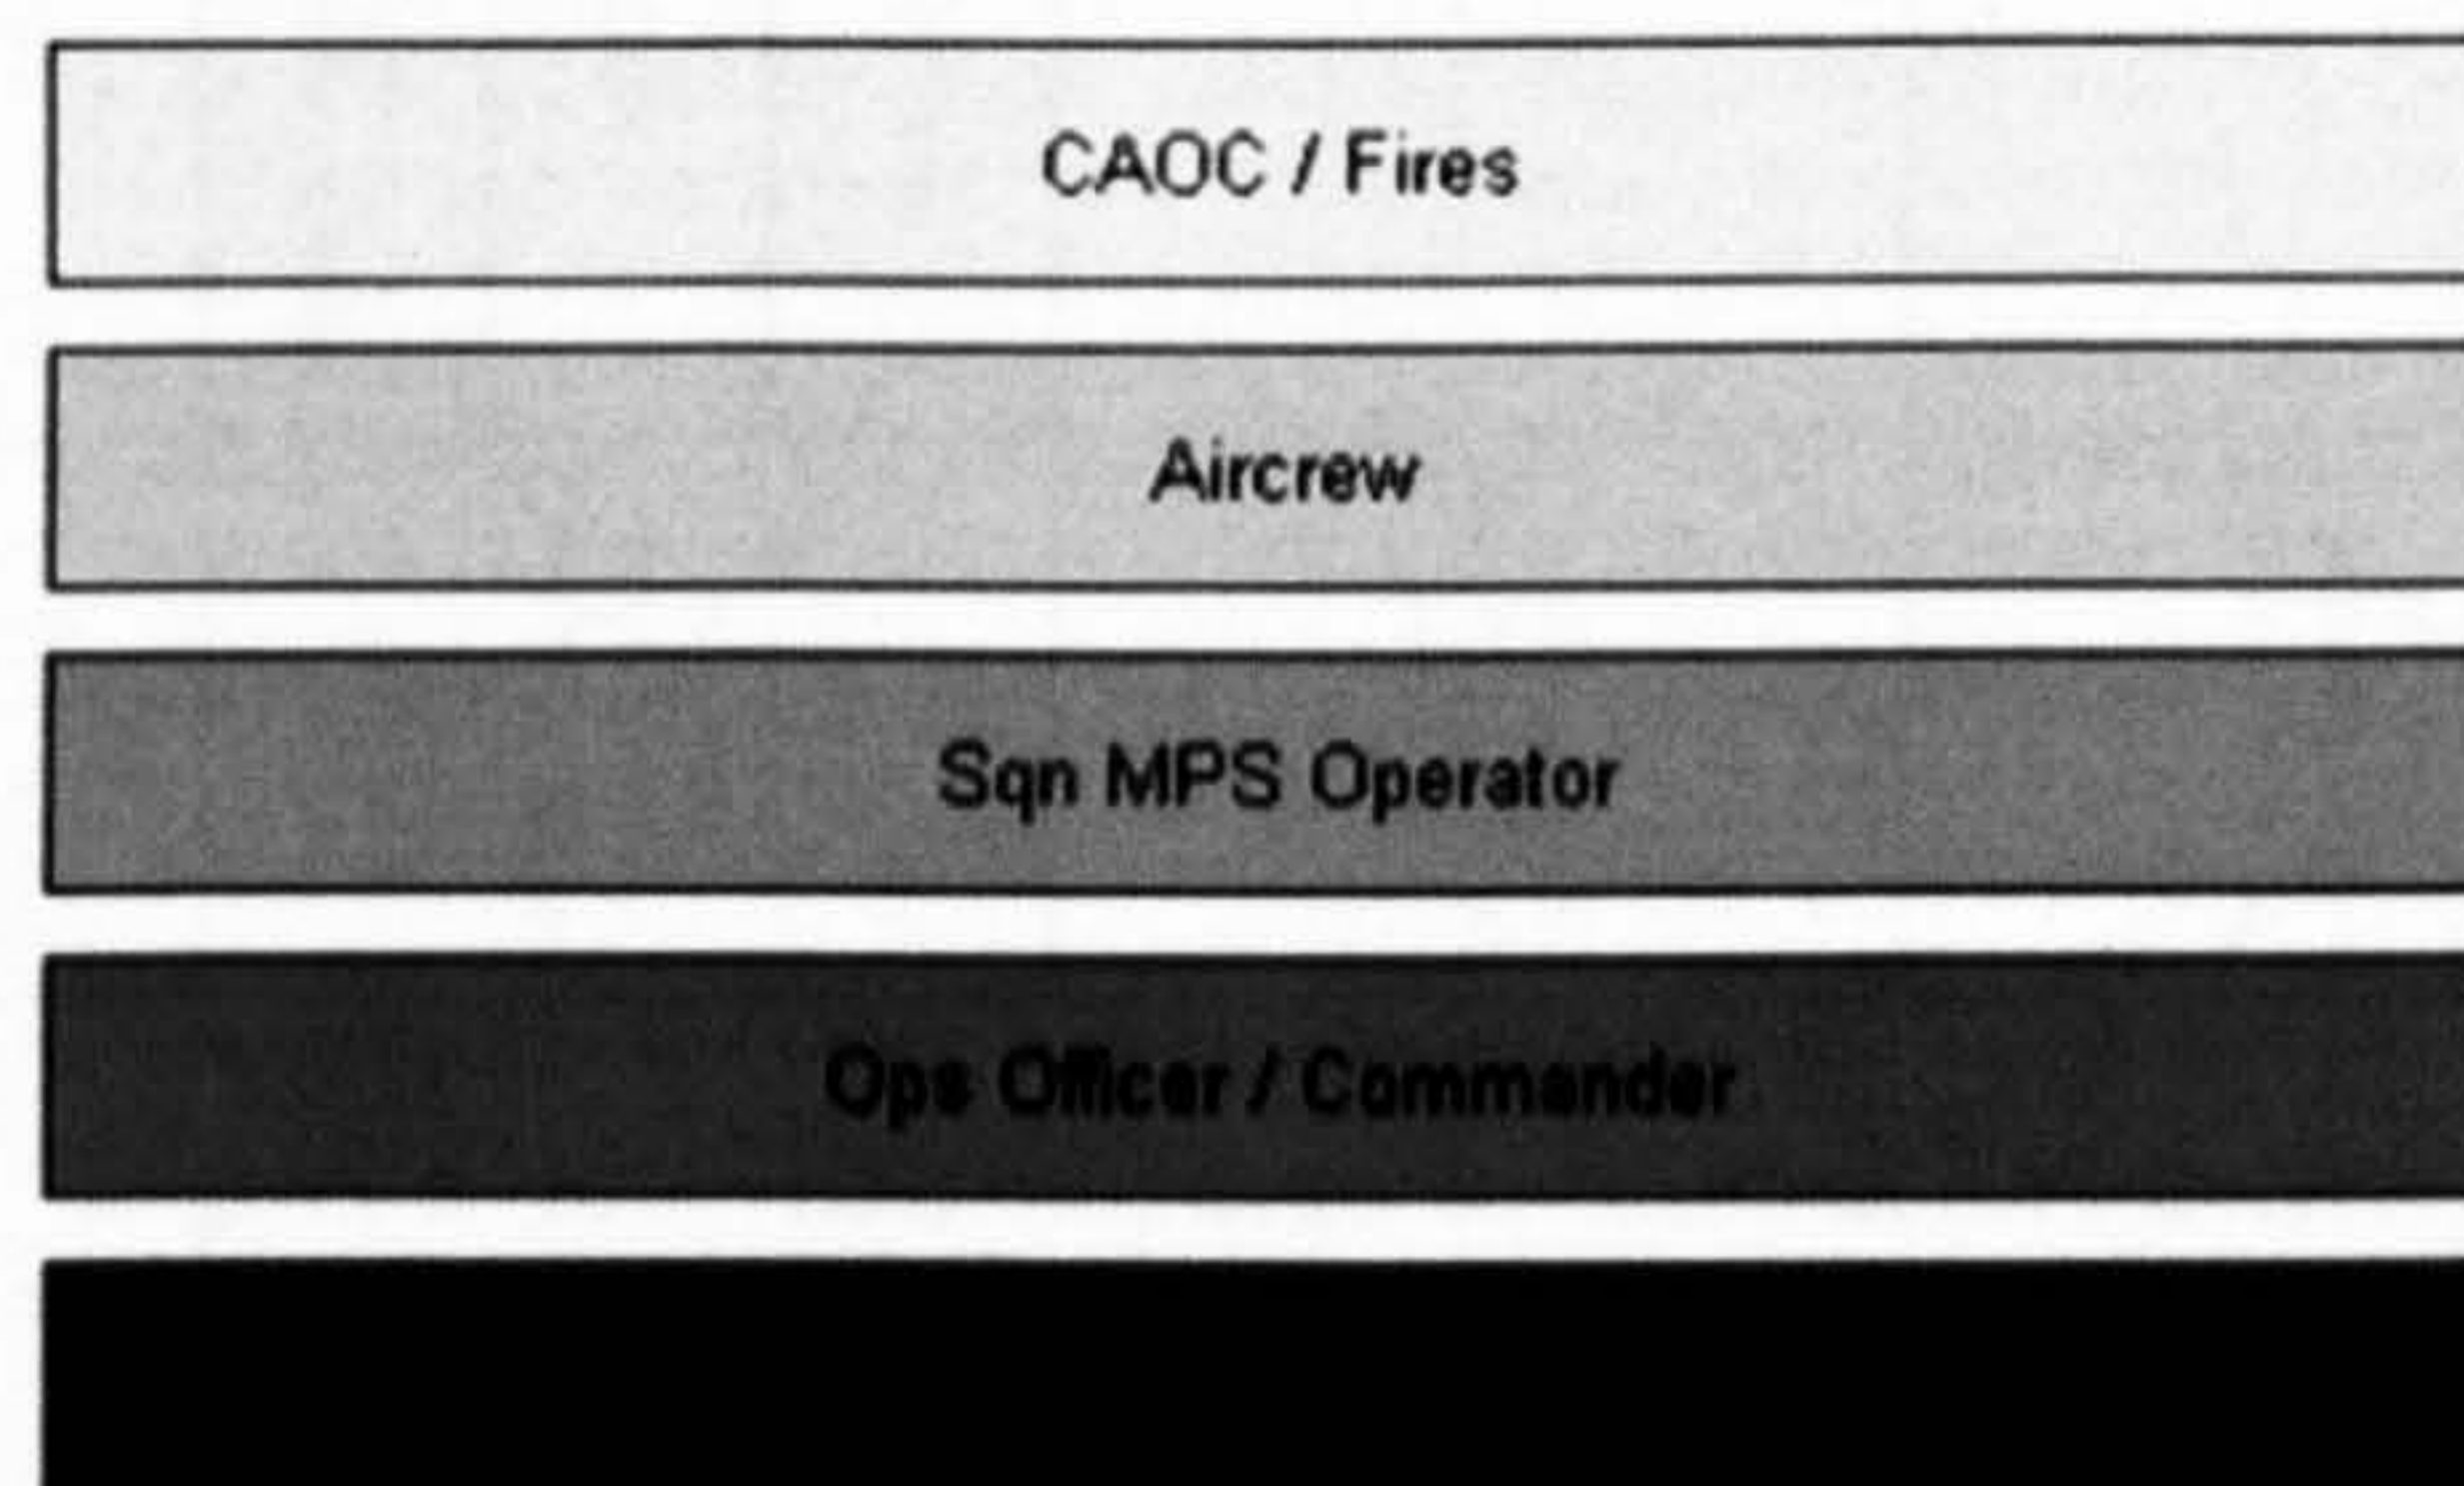 CAOC / Fires
Aircrew
Sqn MPS Operator
Ops Officer / Commander